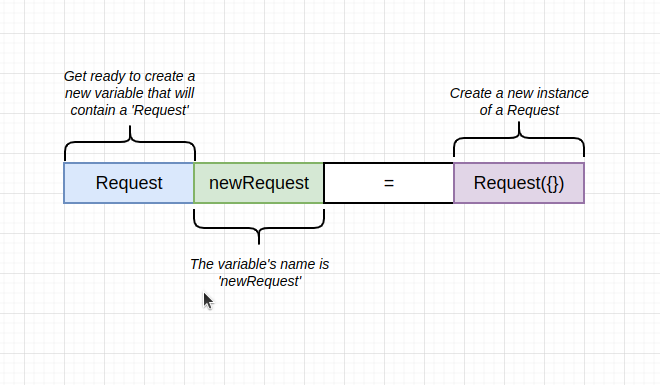 Get ready to create a
new variable that will
contain a 'Request'
Create a new instance
of a Request
Request newRequest = Request({})
The variable's name is
'newRequest'